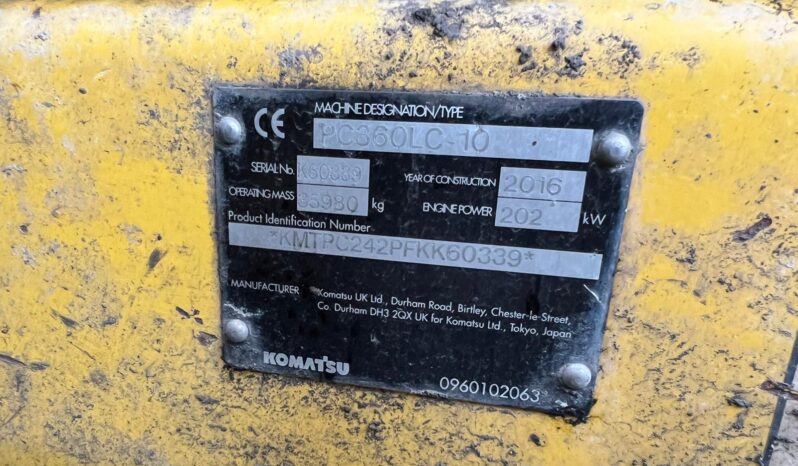 CE
MACHINE DESIGNATION/TYPE
PC360LC-10
SERIAL No. K60339 YEAR OF CONSTRUCTION 2016
OPERATING MASS 35980 kg ENGINE POWER 202 kW
Product Identification Number
*KMTPC242PFKK60339*
MANUFACTURER Komatsu UK Ltd., Durham Road, Birtley, Chester-le-Street,
Co. Durham DH3 2QX UK for Komatsu Ltd., Tokyo, Japan
KOMATSU
0960102063